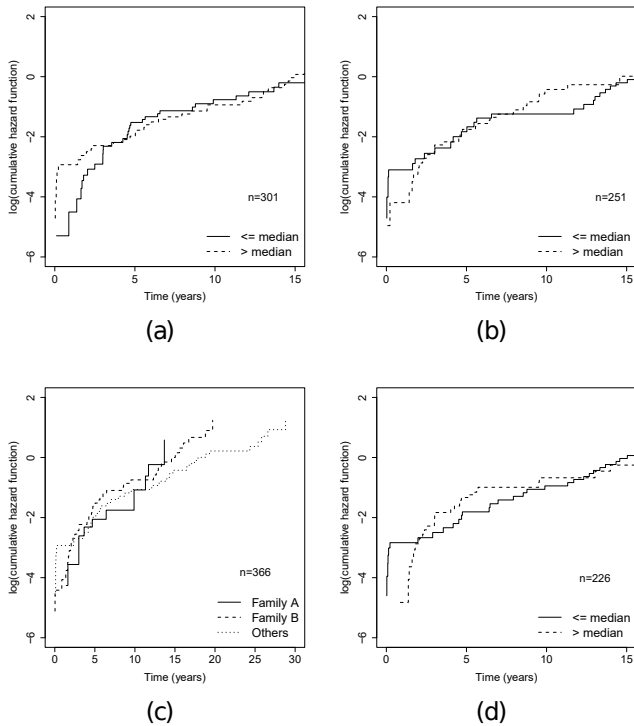 log(cumulative hazard function)
2
0
−2
−4
−6
n=301
<= median
> median
0 5 10 15
Time (years)
(a)
log(cumulative hazard function)
2
0
−2
−4
−6
n=251
<= median
> median
0 5 10 15
Time (years)
(b)
log(cumulative hazard function)
2
0
−2
−4
−6
n=366
Family A
Family B
Others
0 5 10 15 20 25 30
Time (years)
(c)
log(cumulative hazard function)
2
0
−2
−4
−6
n=226
<= median
> median
0 5 10 15
Time (years)
(d)